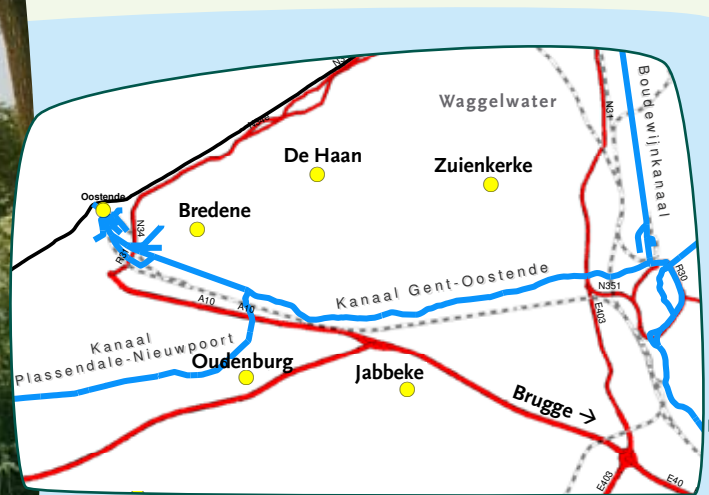 Waggelwater
N31
Boudewijnkanaal
De Haan
Zuienkerke
Oostende
Bredene
N34
Kanaal Gent-Oostende
R30
N351
A10
A10
E403
Kanaal
Plassendale-Nieuwpoort
Oudenburg
Jabbeke
Brugge →
E403
E40